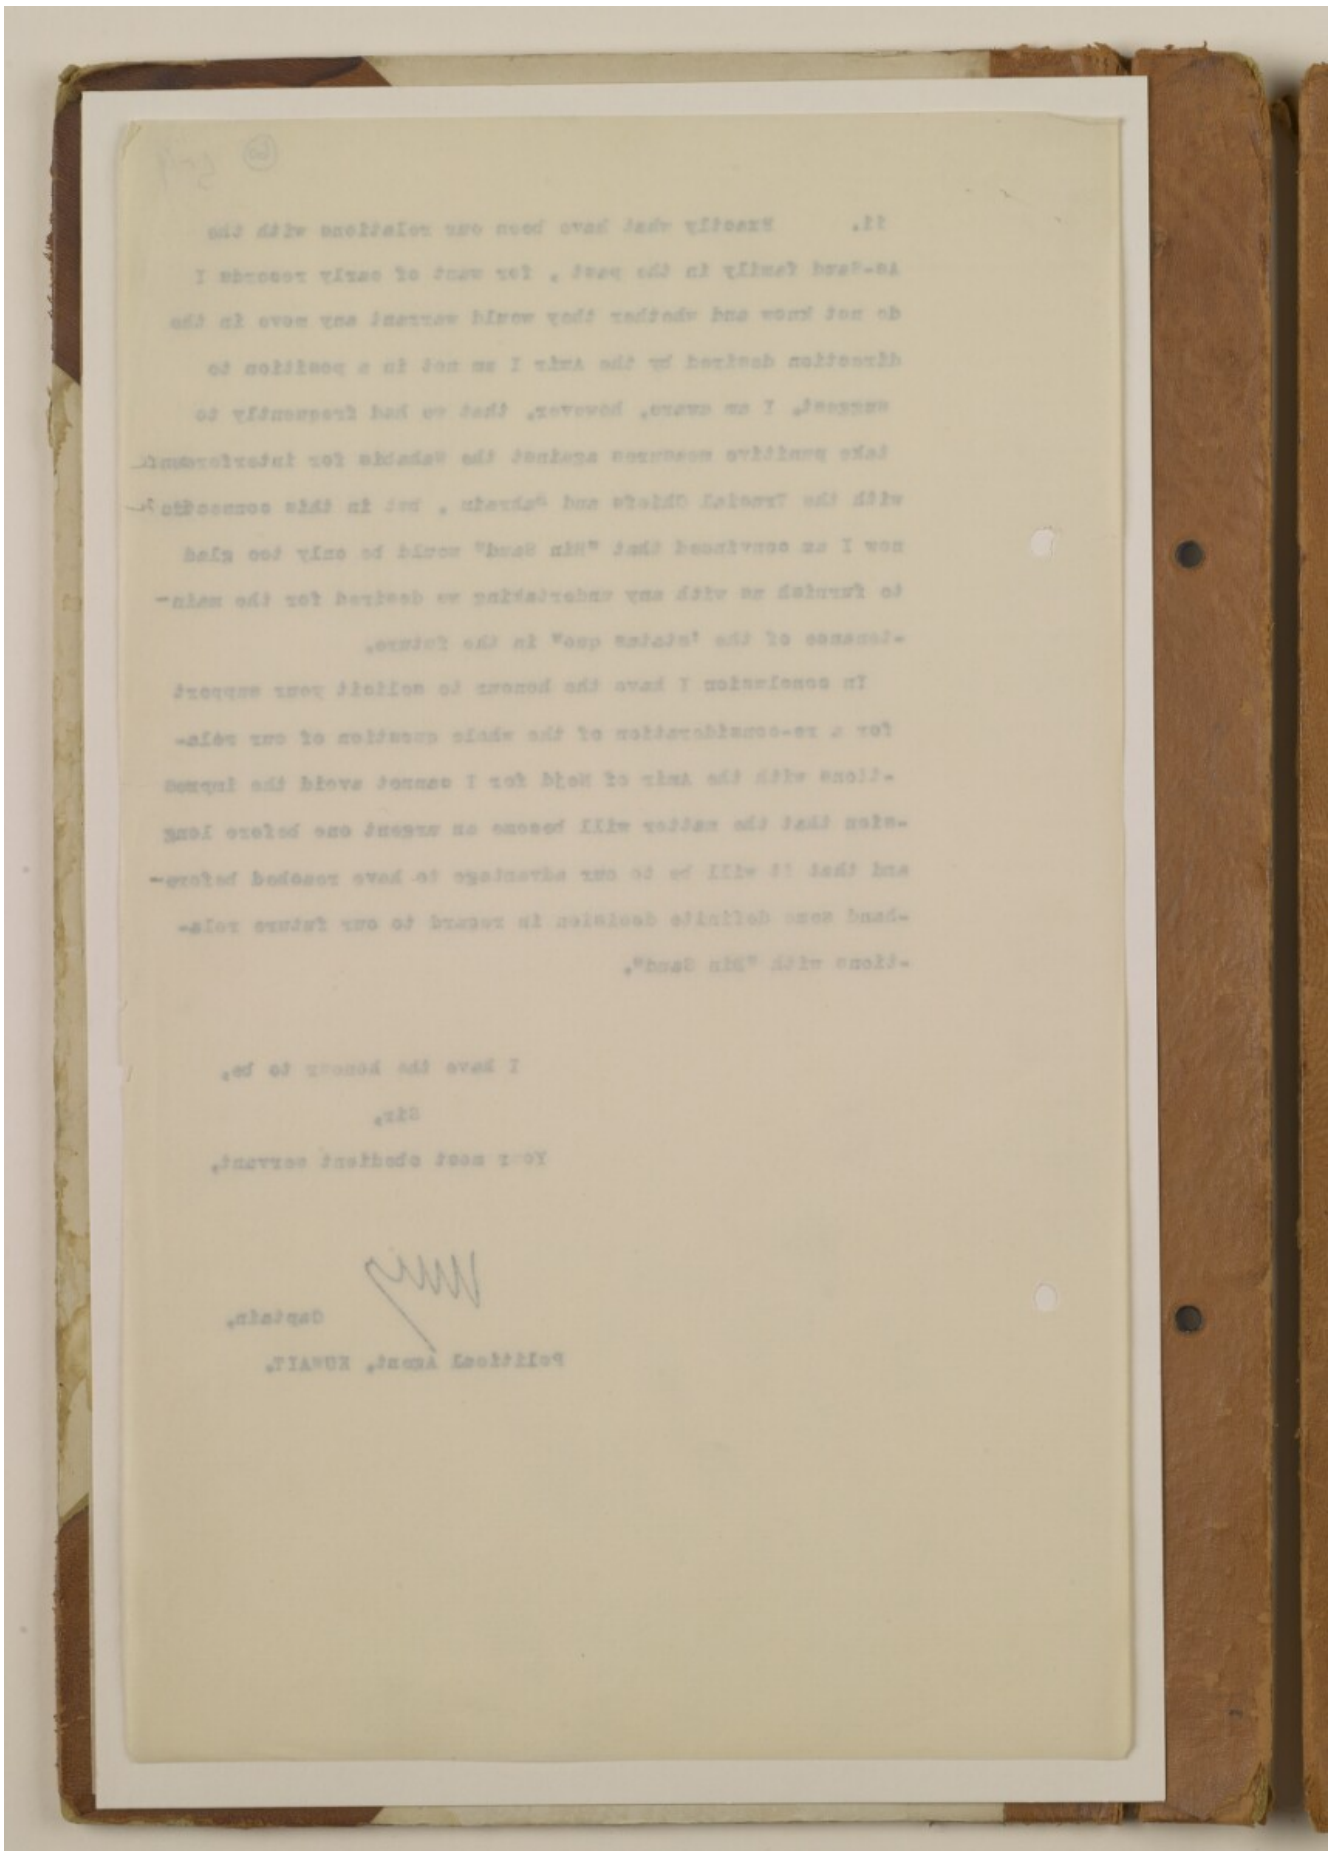 11. Exactly what have been our relations with the
As-Saud family in the past , for want of early records I
do not know and whether they would warrant any move in the
direction desired by the Amir I am not in a position to
suggest. I am aware, however, that we had frequently to
take punitive measures against the Wahabis for interference
with the Trucial Chiefs and Bahrain , but in this connection
now I am convinced that "Bin Saud" would be only too glad
to furnish us with any undertaking we desired for the main-
-tenance of the 'status quo" in the future.
In conclusion I have the honour to solicit your support
for a re-consideration of the whole question of our rela-
-tions with the Amir of Nejd for I cannot avoid the impres
-sion that the matter will become an urgent one before long
and that it will be to our advantage to have reached before-
-hand some definite decision in regard to our future rela-
-tions with "Bin Saud".
I have the honour to be,
Sir,
Your most obedient servant,
Captain,
Political Agent, KUWAIT.